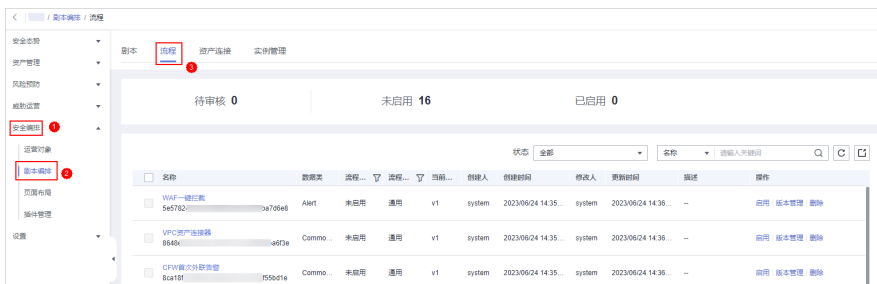 / 剧本编排 / 流程
安全态势
资产管理
风险预防
威胁运营
安全编排 1
运营对象
剧本编排 2
页面布局
插件管理
设置
剧本 流程 资产连接 实例管理
3
待审核 0 未启用 16 已启用 0
状态 全部 名称 请输入关键词
名称 数据类 流程... 流程... 当前... 创建人 创建时间 修改人 更新时间 描述 操作
WAF一键拦截
5e5782 ba7d6e8 Alert 未启用 通用 v1 system 2023/06/24 14:35... system 2023/06/24 14:36... -- 启用 版本管理 删除
VPC资产连接器
8648 a6f3e Commo... 未启用 通用 v1 system 2023/06/24 14:35... system 2023/06/24 14:36... -- 启用 版本管理 删除
CFW首次外联告警
8ca18f f55bd1e Commo... 未启用 通用 v1 system 2023/06/24 14:35... system 2023/06/24 14:36... -- 启用 版本管理 删除